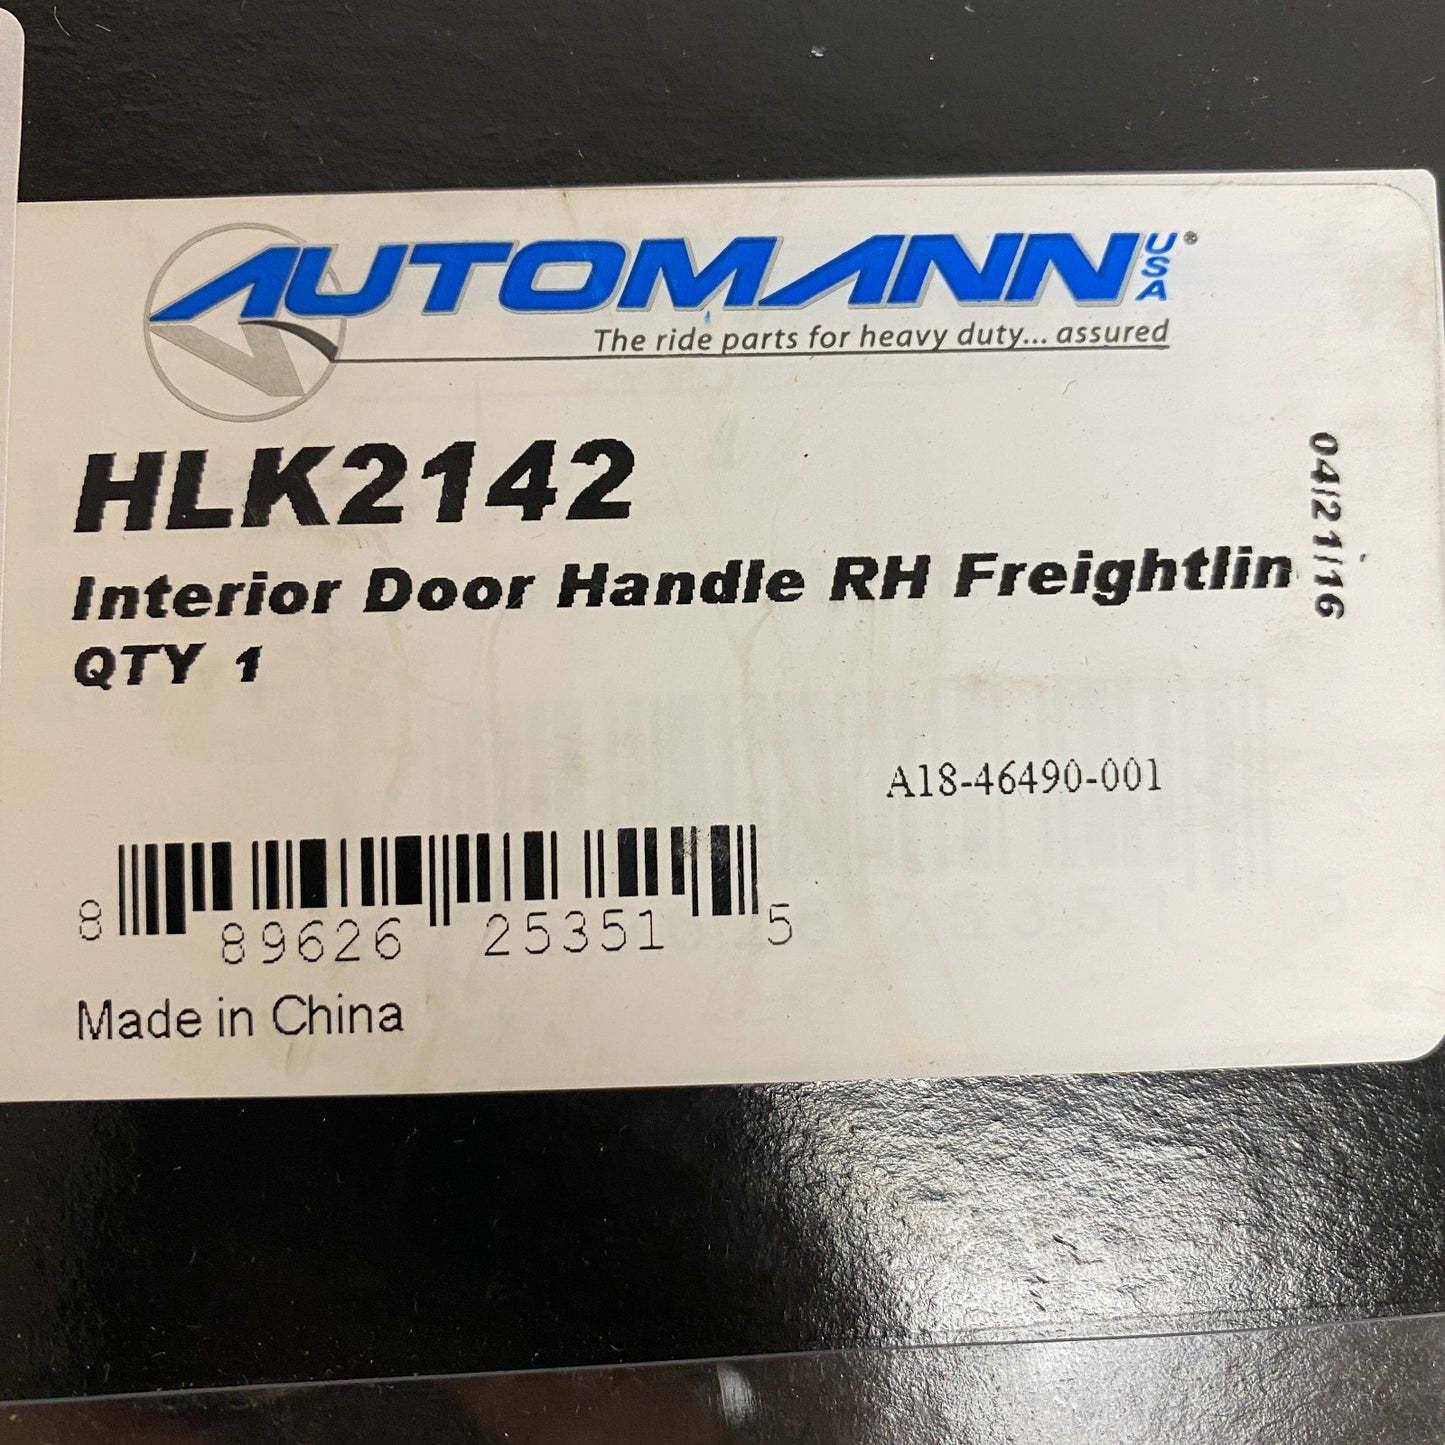 AUTOMANN USA®
The ride parts for heavy duty... assured
HLK2142
Interior Door Handle RH Freightlin
QTY 1
04/21/16
A18-46490-001
8 89626 25351 5
Made in China